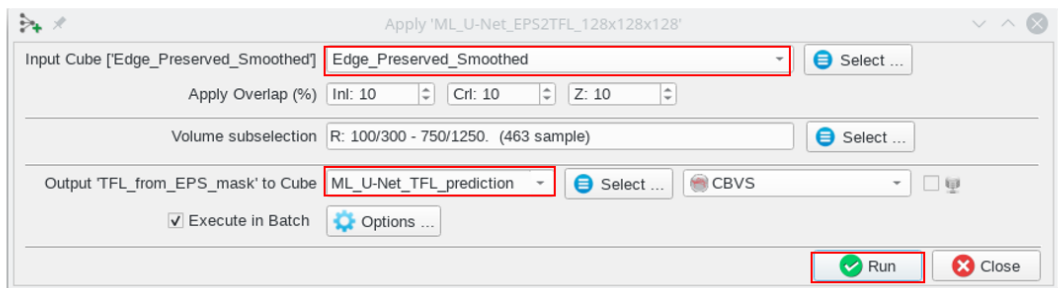 Apply 'ML_U-Net_EPS2TFL_128x128x128'
Input Cube ['Edge_Preserved_Smoothed'] Edge_Preserved_Smoothed Select ...
Apply Overlap (%) Inl: 10 Crl: 10 Z: 10
Volume subselection R: 100/300 - 750/1250. (463 sample) Select ...
Output 'TFL_from_EPS_mask' to Cube ML_U-Net_TFL_prediction Select ... CBVS
Execute in Batch Options ...
Run Close